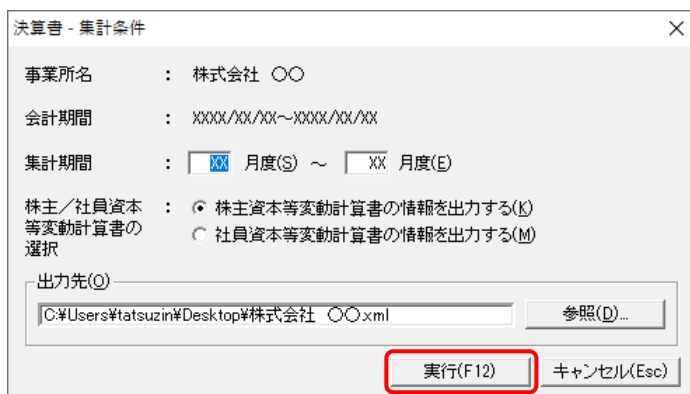 決算書 - 集計条件
事業所名 : 株式会社 〇〇
会計期間 : XXXX/XX/XX～XXXX/XX/XX
集計期間 : XX 月度(S) ～ XX 月度(E)
株主／社員資本 : 株主資本等変動計算書の情報を出力する(K)
等変動計算書の 社員資本等変動計算書の情報を出力する(M)
選択
出力先(O)
C:¥Users¥tatsuzin¥Desktop¥株式会社 〇〇.xml 参照(D)...
実行(F12) キャンセル(Esc)